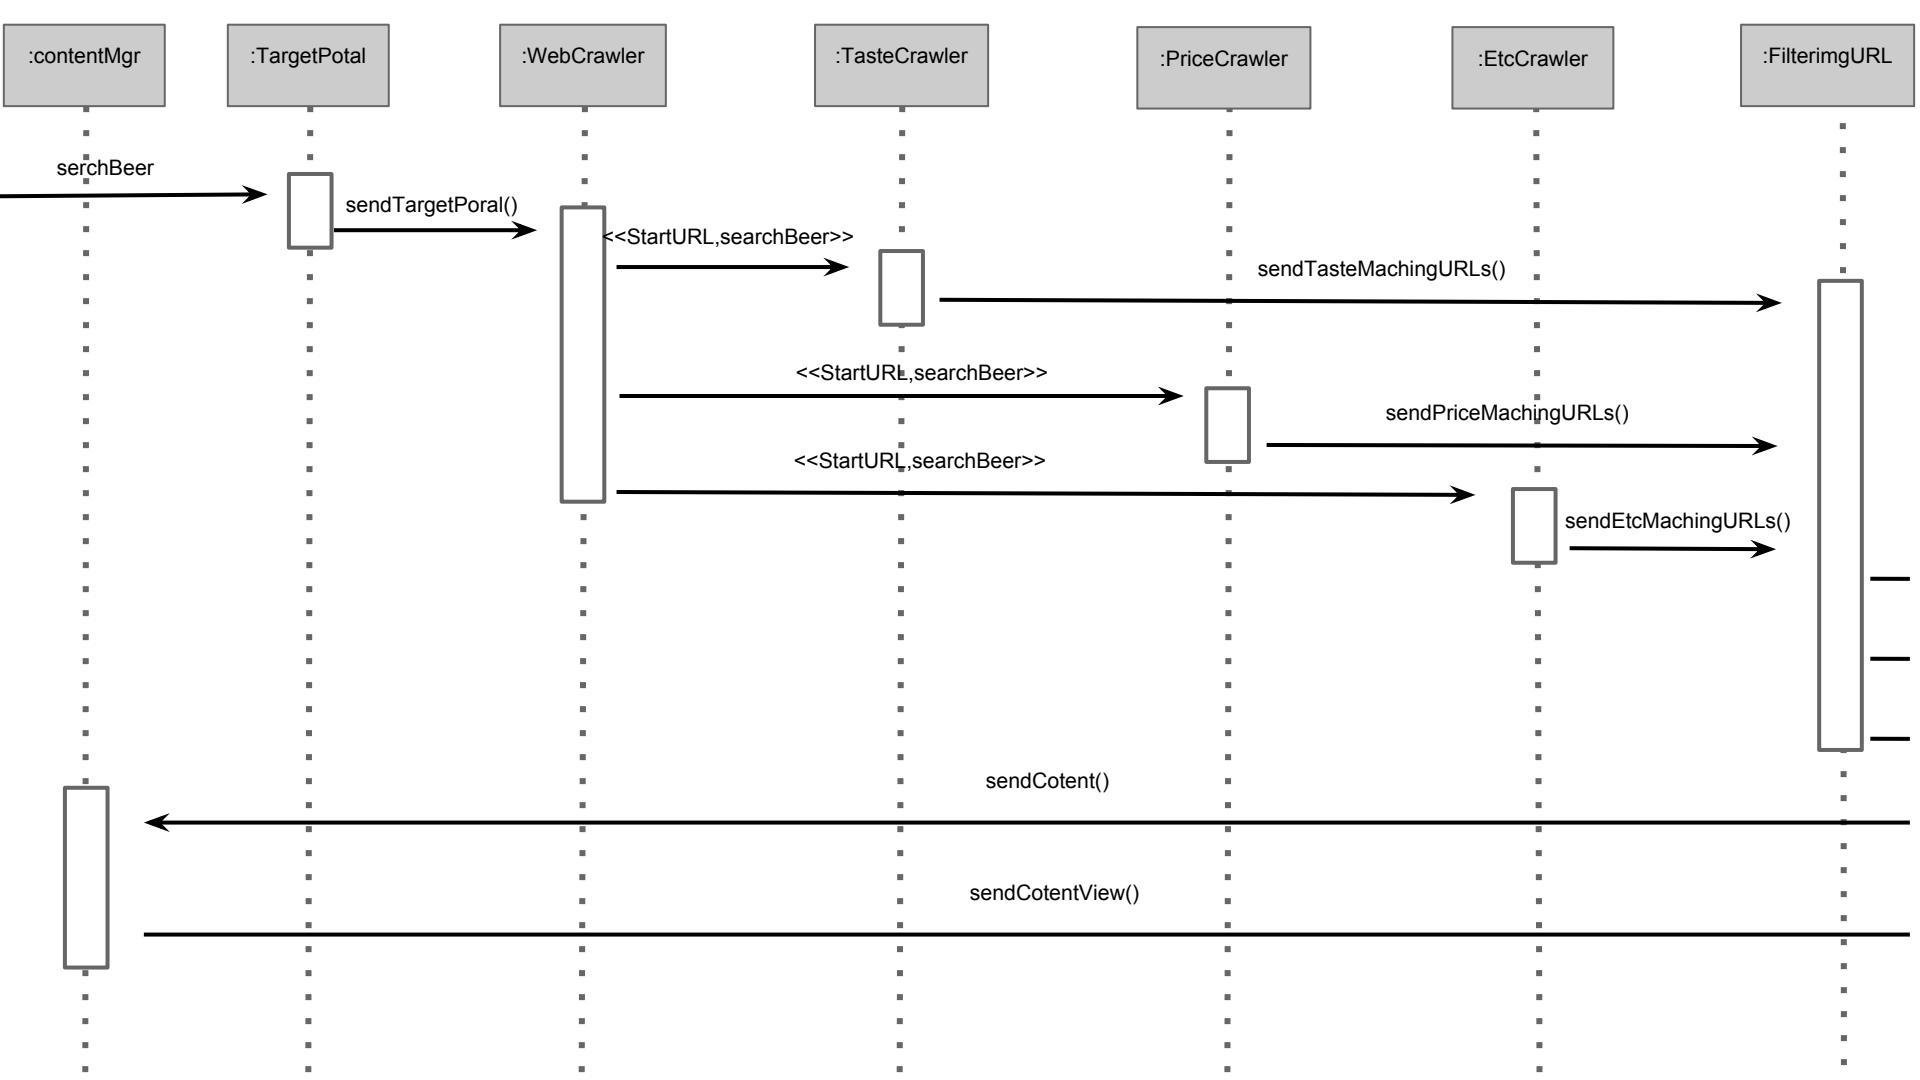 :contentMgr
:TargetPotal
:WebCrawler
:TasteCrawler
:PriceCrawler
:EtcCrawler
:FilterimgURL
serchBeer
sendTargetPoral()
<<StartURL,searchBeer>>
sendTasteMachingURLs()
<<StartURL,searchBeer>>
sendPriceMachingURLs()
<<StartURL,searchBeer>>
sendEtcMachingURLs()
sendCotent()
sendCotentView()